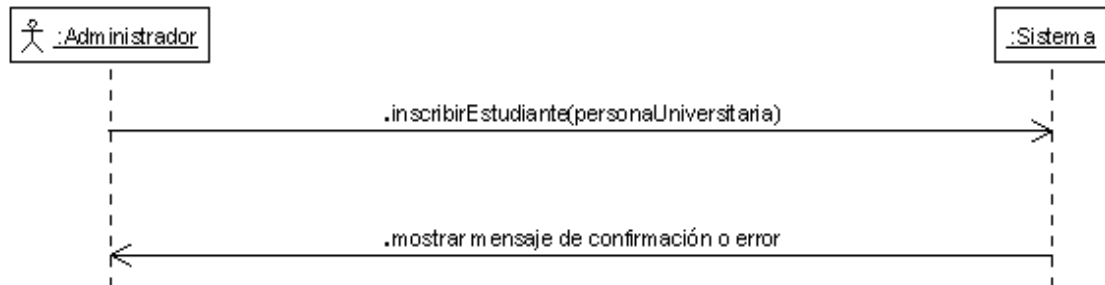 :Administrador
:Sistema
.inscribirEstudiante(personaUniversitaria)
.mostrar mensaje de confirmación o error